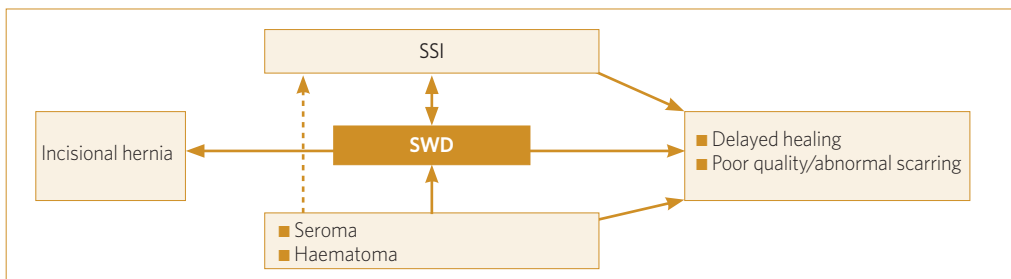 SSI
Incisional hernia
SWD
■ Delayed healing
■ Poor quality/abnormal scarring
■ Seroma
■ Haematoma